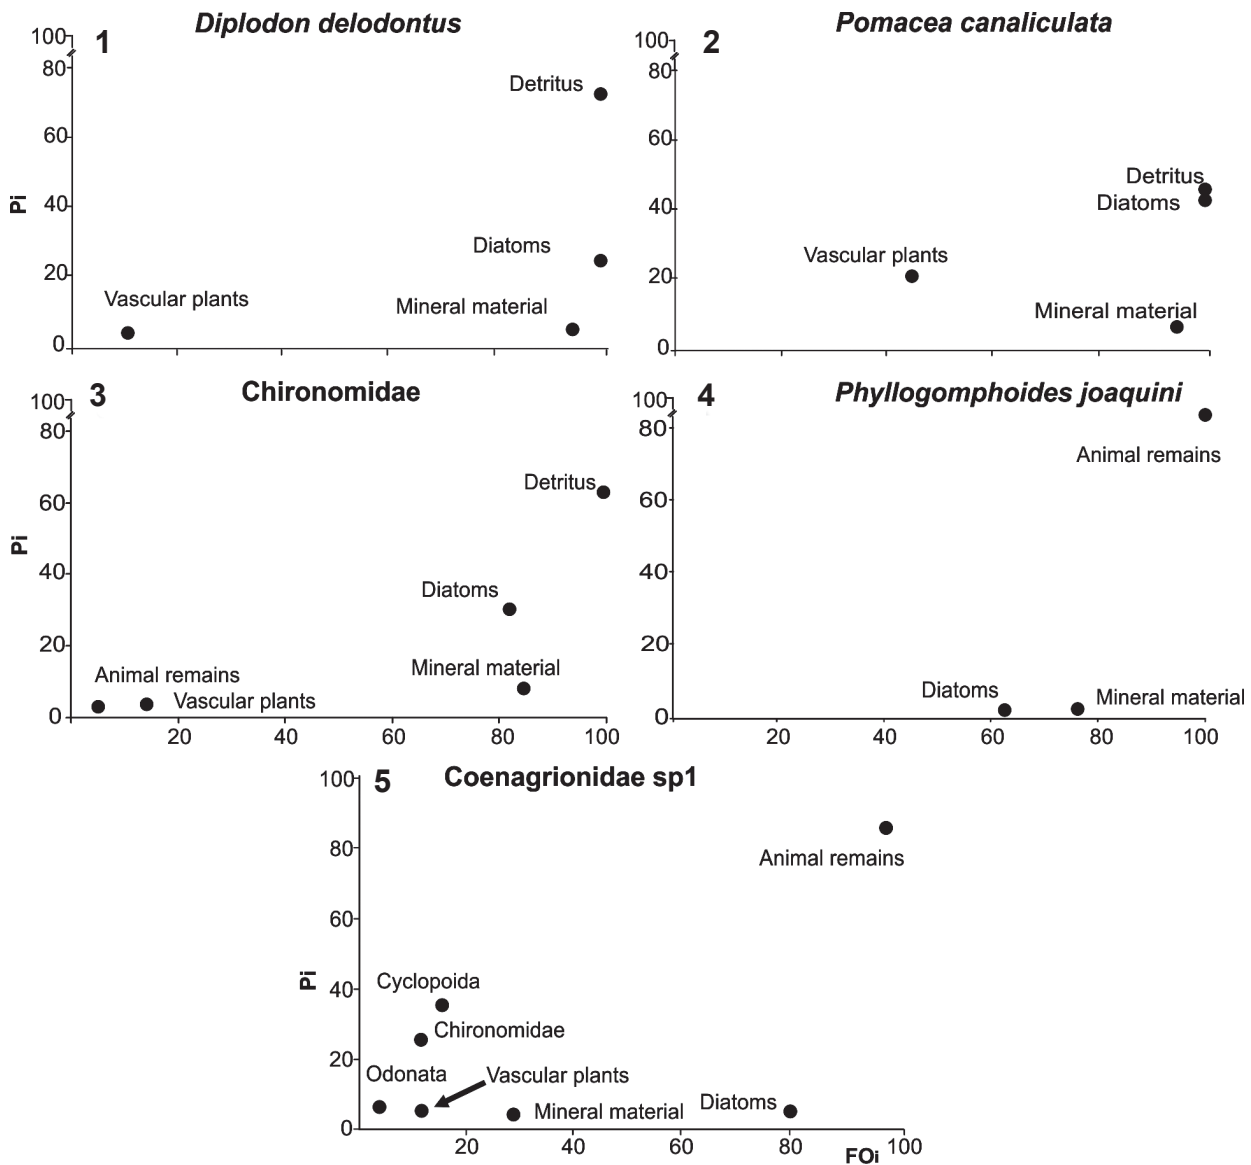 1 Diplodon delodontus
100
80
60
40
20
0
Pi
Detritus
Diatoms
Mineral material
Vascular plants
2 Pomacea canaliculata
100
80
60
40
20
0
Detritus
Diatoms
Vascular plants
Mineral material
3 Chironomidae
100
80
60
40
20
0
Pi
Detritus
Diatoms
Mineral material
Animal remains
Vascular plants
20 40 60 80 100
4 Phyllogomphoides joaquini
100
80
60
40
20
0
Animal remains
Diatoms
Mineral material
20 40 60 80 100
5 Coenagrionidae sp1
100
80
60
40
20
0
Pi
Animal remains
Cyclopoida
Chironomidae
Odonata
Vascular plants
Mineral material
Diatoms
20 40 60 80 100
FOi